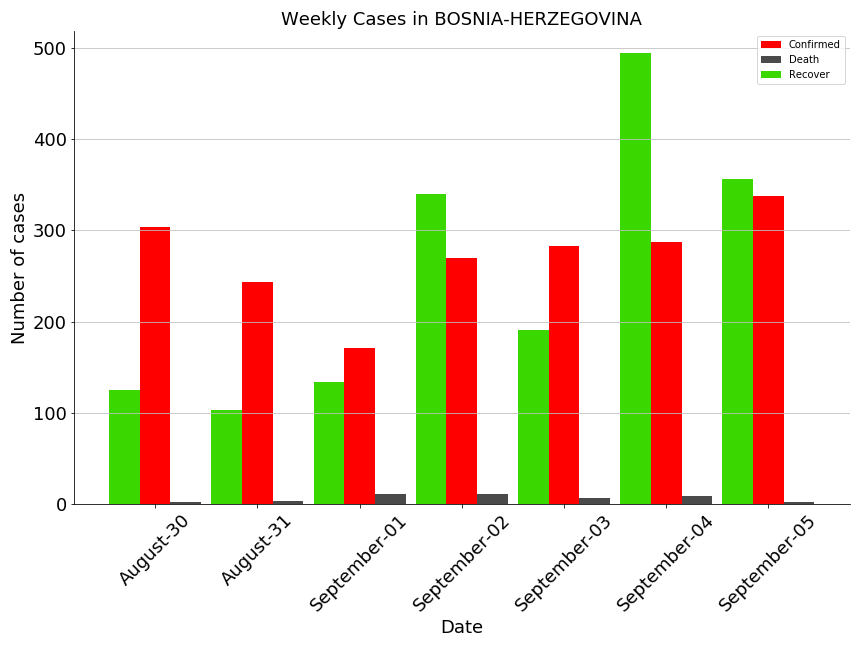 Weekly Cases in BOSNIA-HERZEGOVINA
Confirmed
Death
Recover
Number of cases
500
400
300
200
100
0
August-30
August-31
September-01
September-02
September-03
September-04
September-05
Date